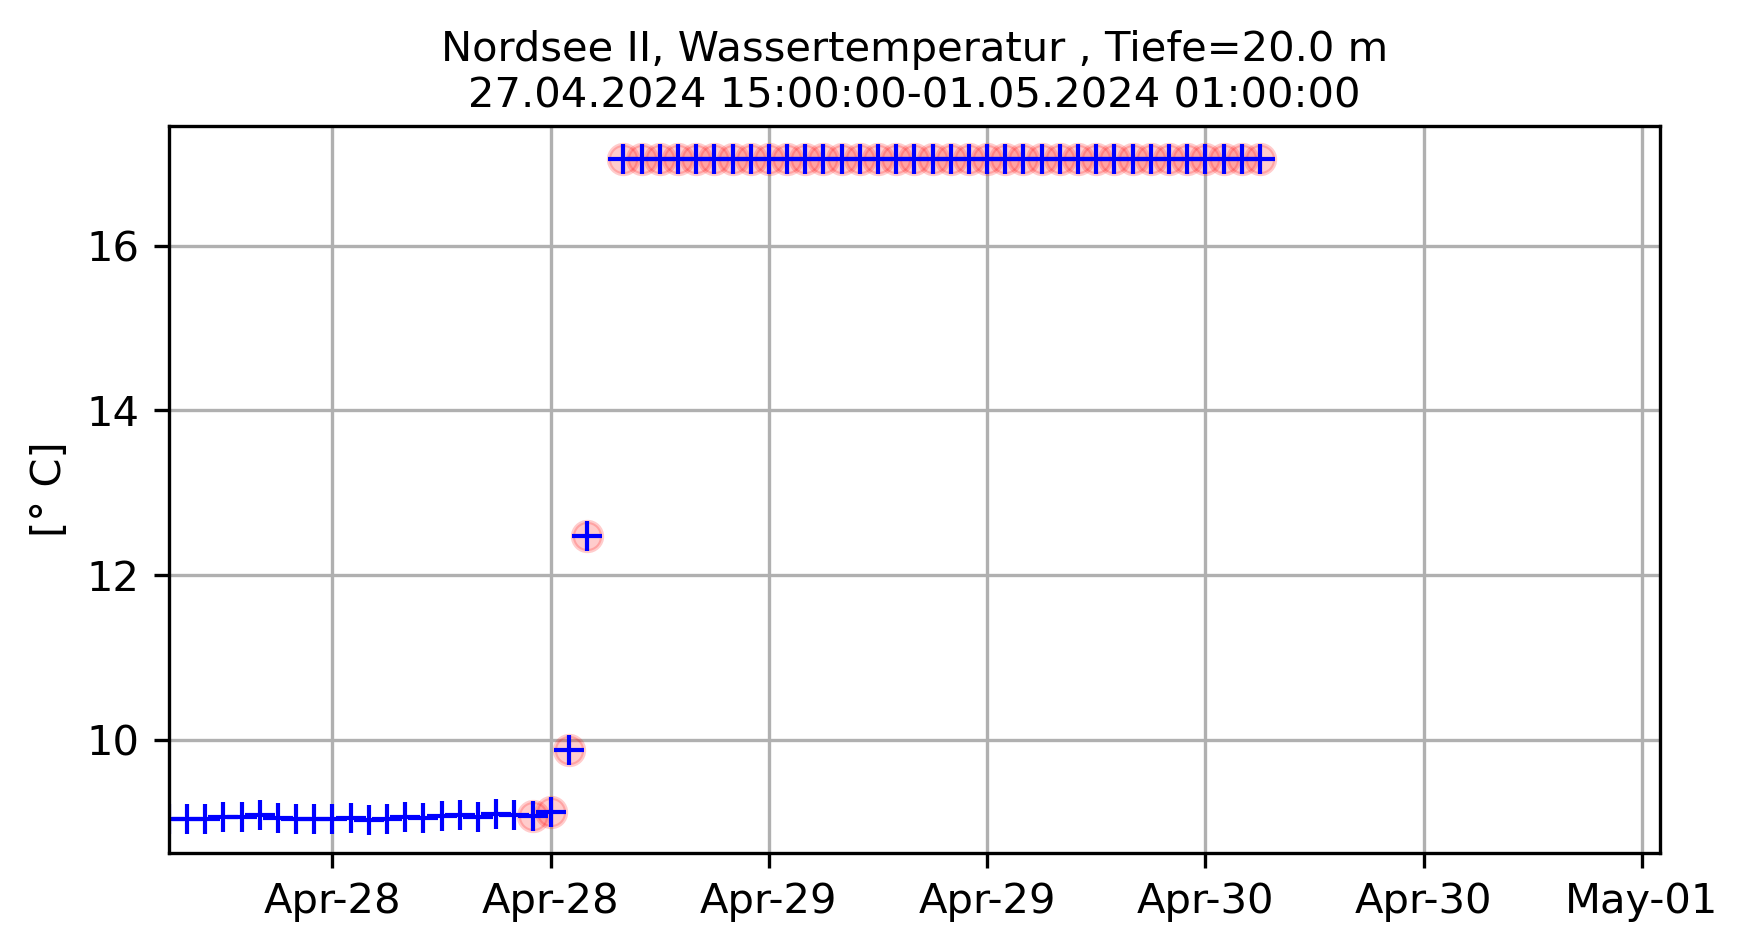 Nordsee II, Wassertemperatur , Tiefe=20.0 m
27.04.2024 15:00:00-01.05.2024 01:00:00
16
14
12
10
[° C]
Apr-28 Apr-28 Apr-29 Apr-29 Apr-30 Apr-30 May-01